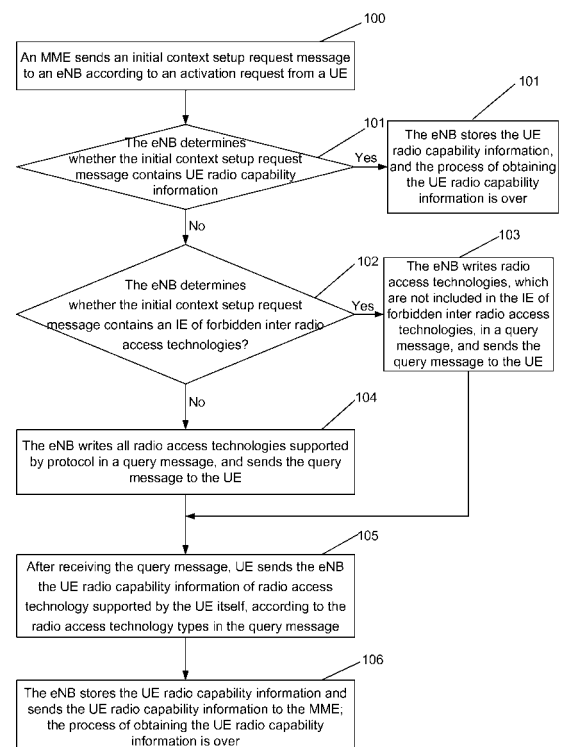 100
An MME sends an initial context setup request message
to an eNB according to an activation request from a UE
101
The eNB determines
whether the initial context setup request
message contains UE radio capability
information
Yes
101
The eNB stores the UE
radio capability information,
and the process of obtaining
the UE radio capability
information is over
No
102
The eNB determines
whether the initial context setup request
message contains an IE of forbidden inter radio
access technologies?
Yes
103
The eNB writes radio
access technologies, which
are not included in the IE of
forbidden inter radio access
technologies, in a query
message, and sends the
query message to the UE
No
104
The eNB writes all radio access technologies supported
by protocol in a query message, and sends the query
message to the UE
105
After receiving the query message, UE sends the eNB
the UE radio capability information of radio access
technology supported by the UE itself, according to the
radio access technology types in the query message
106
The eNB stores the UE radio capability information and
sends the UE radio capability information to the MME;
the process of obtaining the UE radio capability
information is over